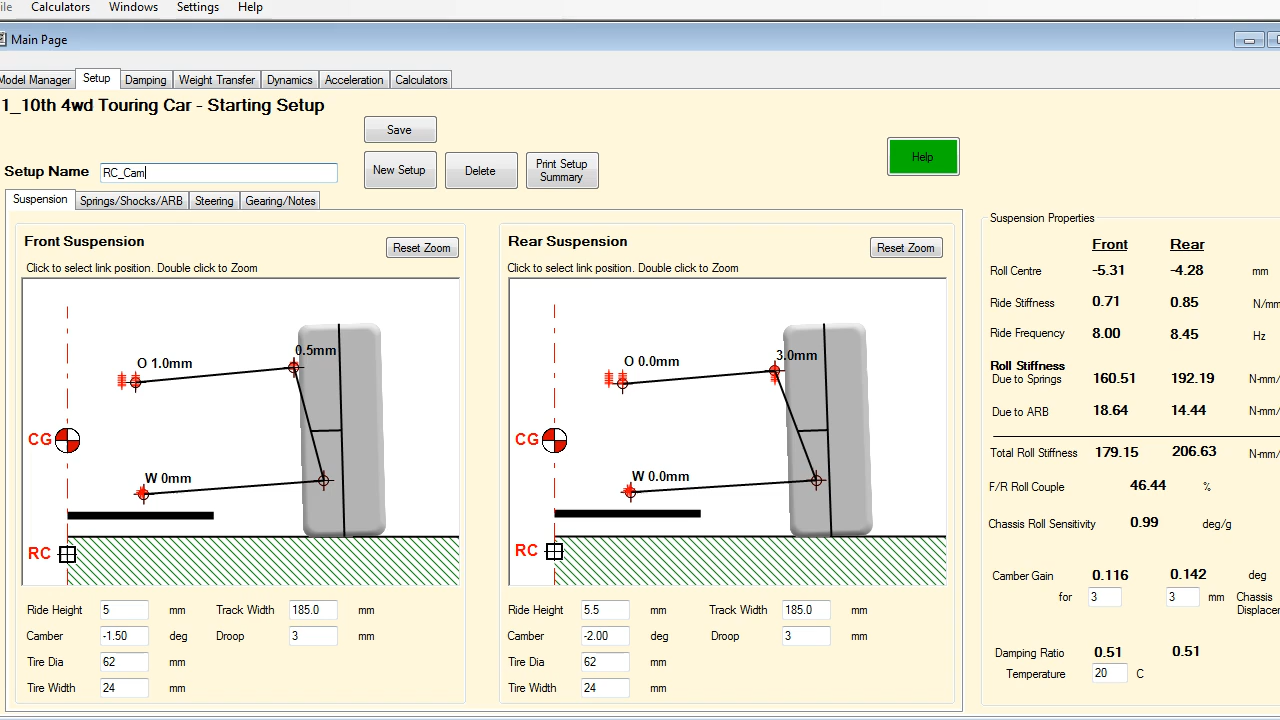 ile Calculators Windows Settings Help
Main Page
Model Manager Setup Damping Weight Transfer Dynamics Acceleration Calculators
1_10th 4wd Touring Car - Starting Setup
Save
Setup Name RC_Cam New Setup Delete Print Setup Summary Help
Suspension Springs/Shocks/ARB Steering Gearing/Notes
Front Suspension Reset Zoom
Click to select link position. Double click to Zoom
O 1.0mm 0.5mm
CG
W 0mm
RC
Ride Height 5 mm Track Width 185.0 mm
Camber -1.50 deg Droop 3 mm
Tire Dia 62 mm
Tire Width 24 mm
Rear Suspension Reset Zoom
Click to select link position. Double click to Zoom
O 0.0mm 3.0mm
CG
W 0.0mm
RC
Ride Height 5.5 mm Track Width 185.0 mm
Camber -2.00 deg Droop 3 mm
Tire Dia 62 mm
Tire Width 24 mm
Suspension Properties
Front Rear
Roll Centre -5.31 -4.28 mm
Ride Stiffness 0.71 0.85 N/mm
Ride Frequency 8.00 8.45 Hz
Roll Stiffness
Due to Springs 160.51 192.19 N-mm/
Due to ARB 18.64 14.44 N-mm/
Total Roll Stiffness 179.15 206.63 N-mm/
F/R Roll Couple 46.44 %
Chassis Roll Sensitivity 0.99 deg/g
Camber Gain 0.116 0.142 deg
for 3 3 mm Chassis
Displace
Damping Ratio 0.51 0.51
Temperature 20 C